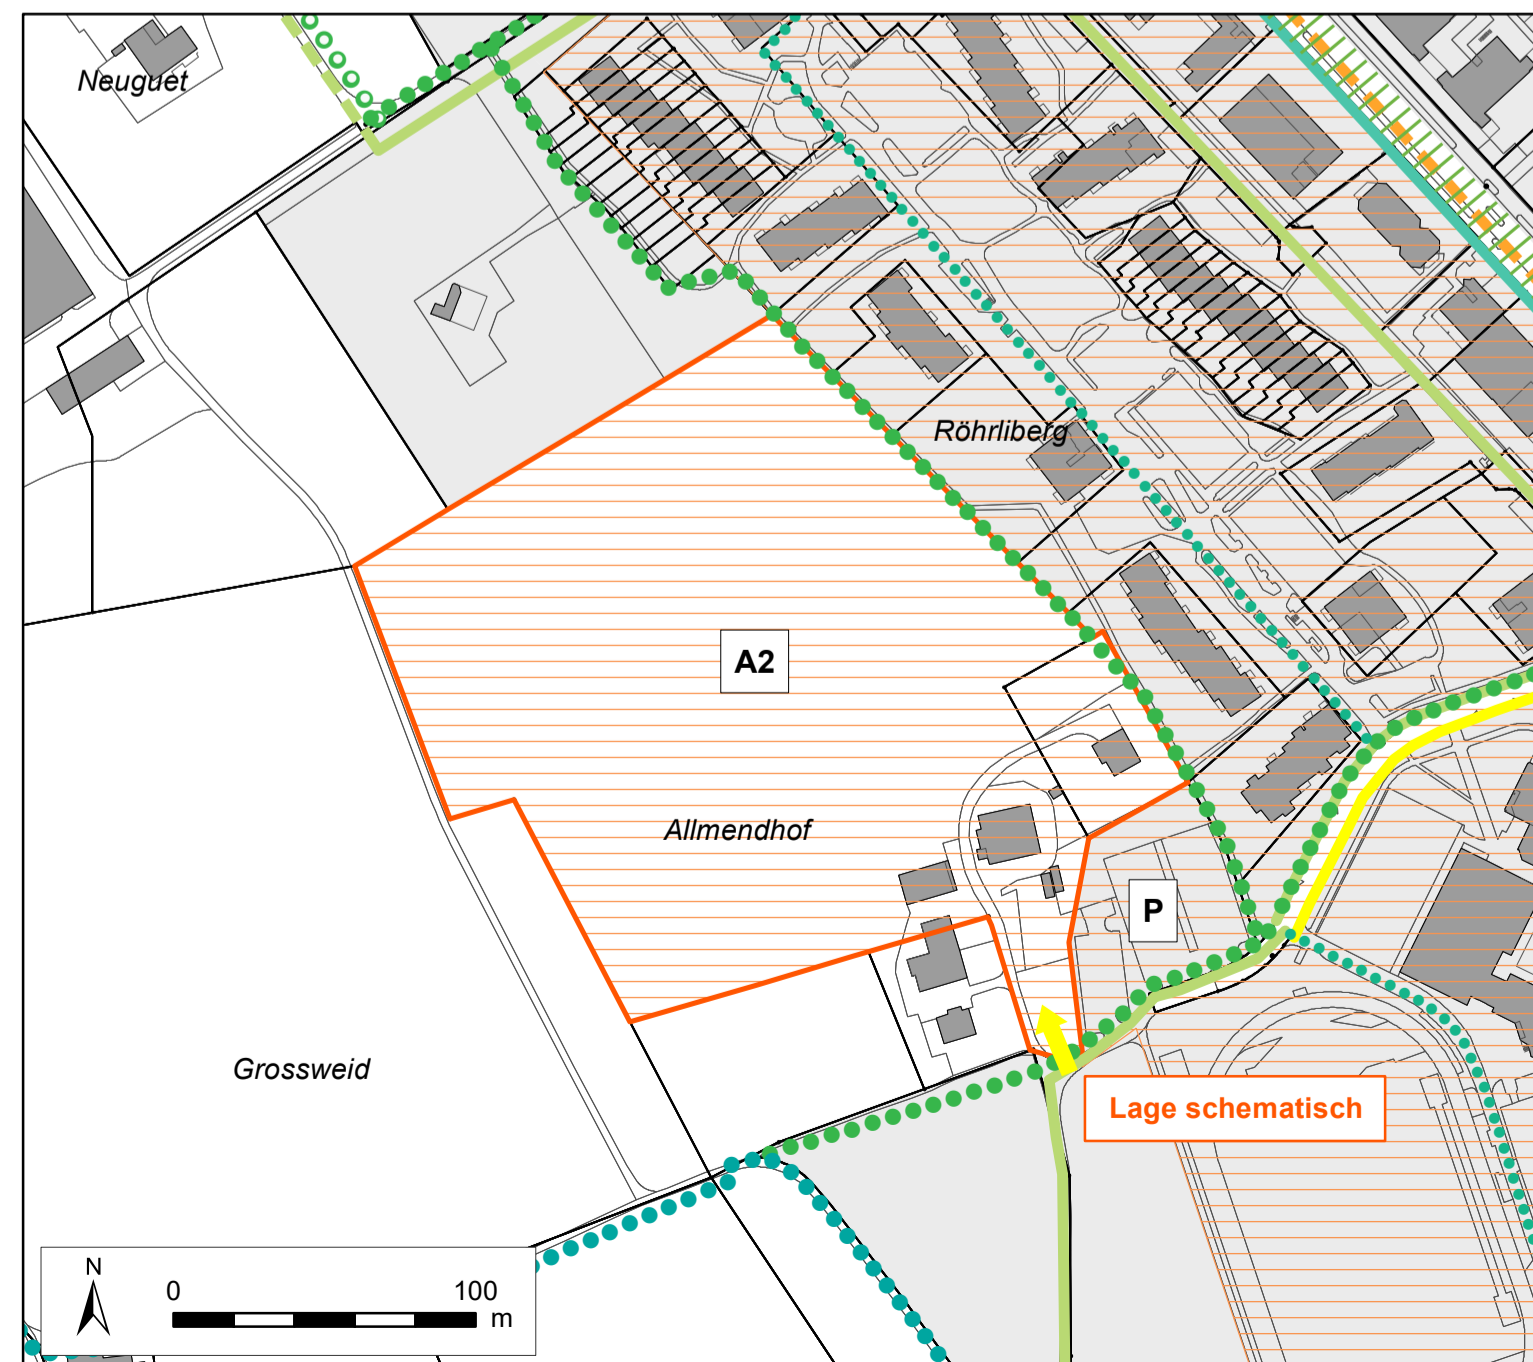 Neuguet
Röhrliberg
A2
Allmendhof
P
Grossweid
Lage schematisch
N
0 100
m